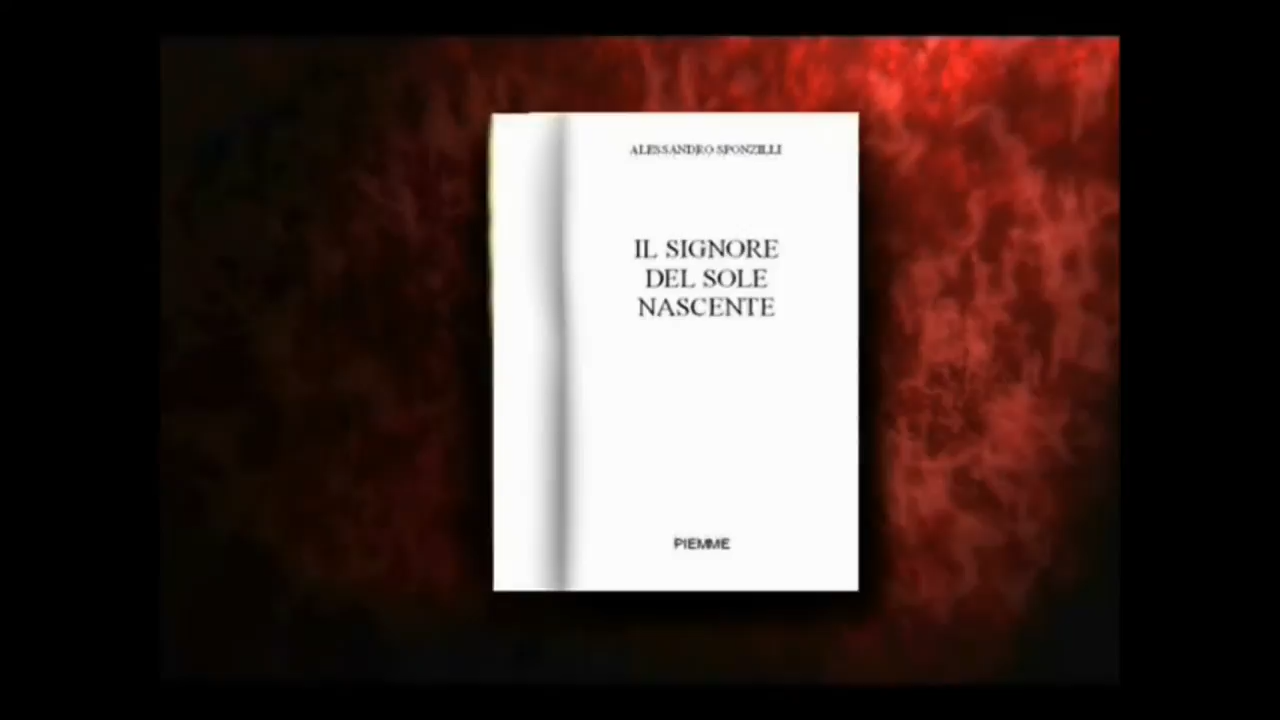 ALESSANDRO SPONZILLI
IL SIGNORE
DEL SOLE
NASCENTE
PIEMME